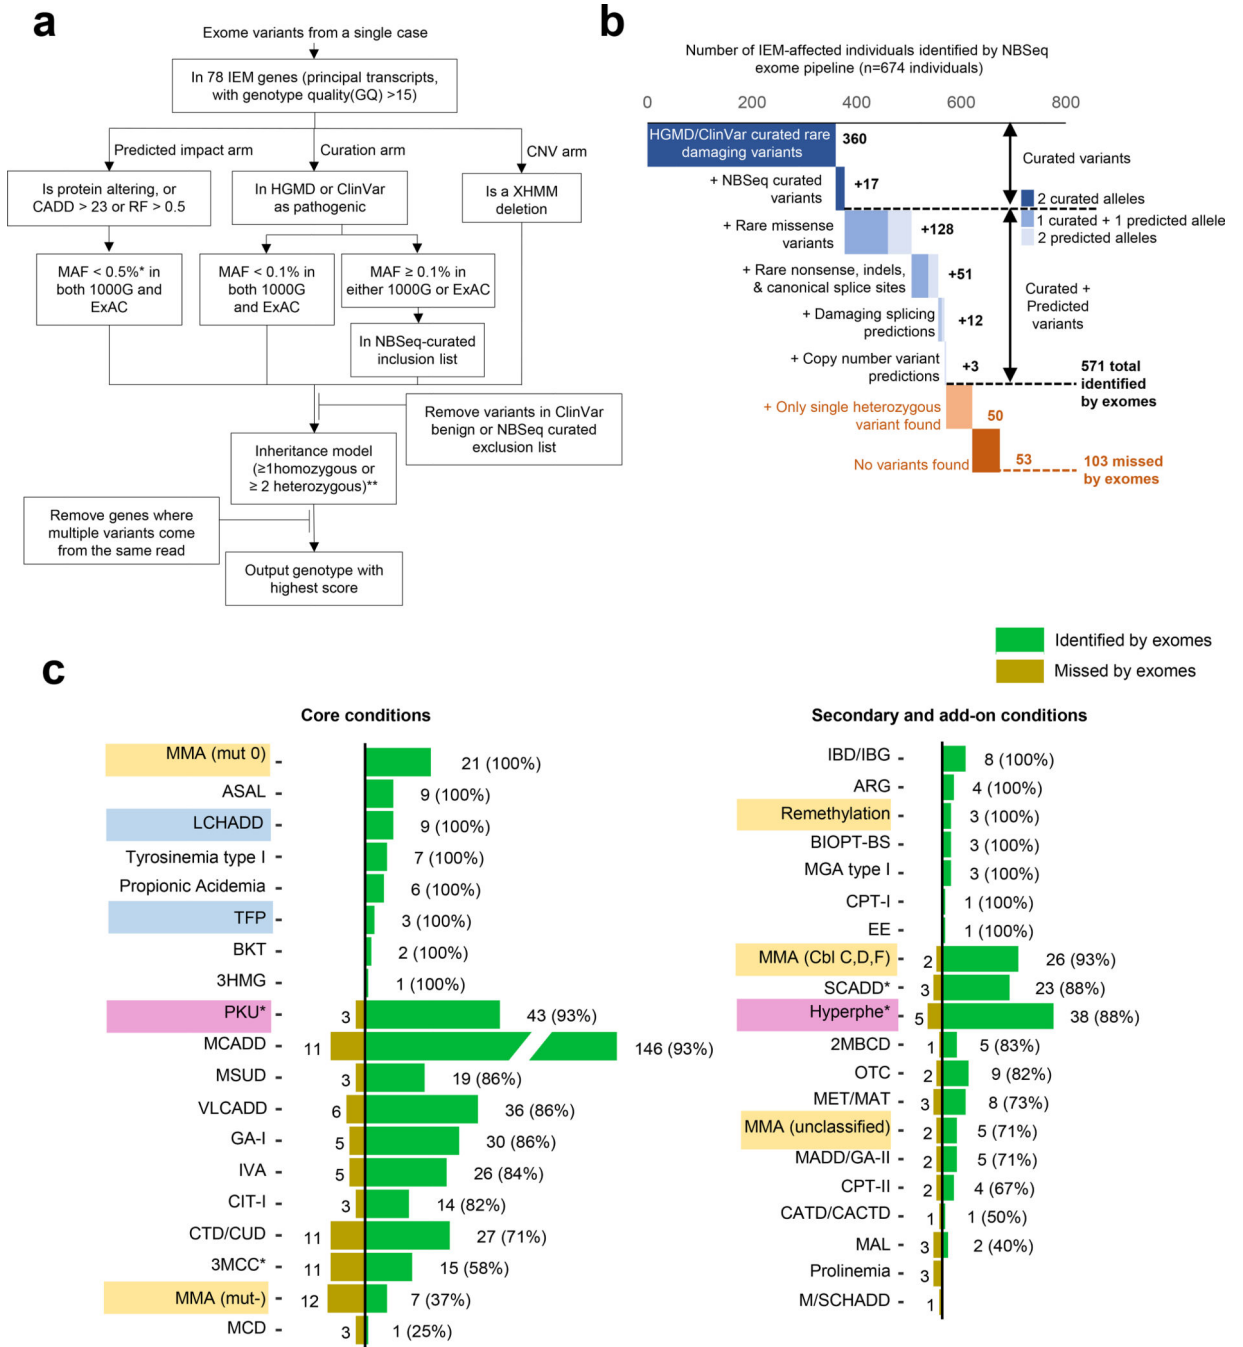 a
Exome variants from a single case
In 78 IEM genes (principal transcripts,
with genotype quality(GQ) >15)
Predicted impact arm
Curation arm
CNV arm
Is protein altering, or
CADD > 23 or RF > 0.5
In HGMD or ClinVar
as pathogenic
Is a XHMM
deletion
MAF < 0.5%* in
both 1000G and
ExAC
MAF < 0.1% in
both 1000G
and ExAC
MAF ≥ 0.1% in
either 1000G or ExAC
In NBSeq-curated
inclusion list
Remove variants in ClinVar
benign or NBSeq curated
exclusion list
Inheritance model
(≥1homozygous or
≥ 2 heterozygous)**
Remove genes where
multiple variants come
from the same read
Output genotype with
highest score
b
Number of IEM-affected individuals identified by NBSeq
exome pipeline (n=674 individuals)
0 200 400 600 800
HGMD/ClinVar curated rare
damaging variants
360
+ NBSeq curated
variants
+17
+ Rare missense
variants
+128
+ Rare nonsense, indels,
& canonical splice sites
+51
+ Damaging splicing
predictions
+12
+ Copy number variant
predictions
+3
+ Only single heterozygous
variant found
50
No variants found
53
Curated variants
2 curated alleles
1 curated + 1 predicted allele
2 predicted alleles
Curated +
Predicted
variants
571 total
identified
by exomes
103 missed
by exomes
c
Identified by exomes
Missed by exomes
Core conditions
MMA (mut 0) 21 (100%)
ASAL 9 (100%)
LCHADD 9 (100%)
Tyrosinemia type I 7 (100%)
Propionic Acidemia 6 (100%)
TFP 3 (100%)
BKT 2 (100%)
3HMG 1 (100%)
PKU* 3 43 (93%)
MCADD 11 146 (93%)
MSUD 3 19 (86%)
VLCADD 6 36 (86%)
GA-I 5 30 (86%)
IVA 5 26 (84%)
CIT-I 3 14 (82%)
CTD/CUD 11 27 (71%)
3MCC* 11 15 (58%)
MMA (mut-) 12 7 (37%)
MCD 3 1 (25%)
Secondary and add-on conditions
IBD/IBG 8 (100%)
ARG 4 (100%)
Remethylation 3 (100%)
BIOPT-BS 3 (100%)
MGA type I 3 (100%)
CPT-I 1 (100%)
EE 1 (100%)
MMA (Cbl C,D,F) 2 26 (93%)
SCADD* 3 23 (88%)
Hyperphe* 5 38 (88%)
2MBCD 1 5 (83%)
OTC 2 9 (82%)
MET/MAT 3 8 (73%)
MMA (unclassified) 2 5 (71%)
MADD/GA-II 2 5 (71%)
CPT-II 2 4 (67%)
CATD/CACTD 1 1 (50%)
MAL 3 2 (40%)
Prolinemia 3
M/SCHADD 1